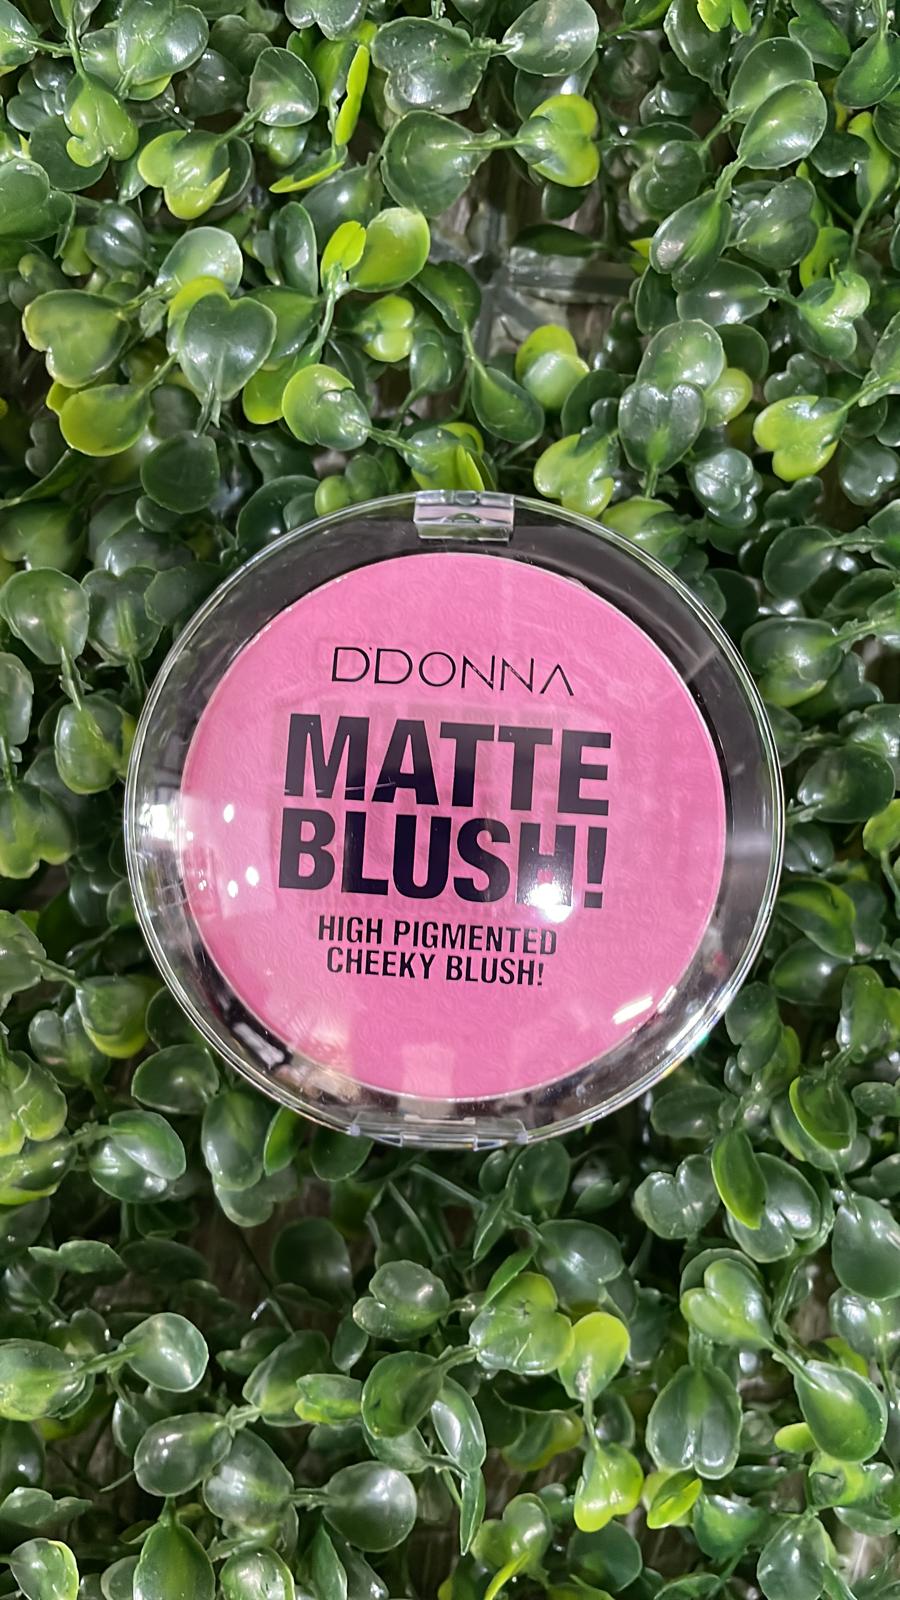 D'DONNA
MATTE
BLUSH!
HIGH PIGMENTED
CHEEKY BLUSH!